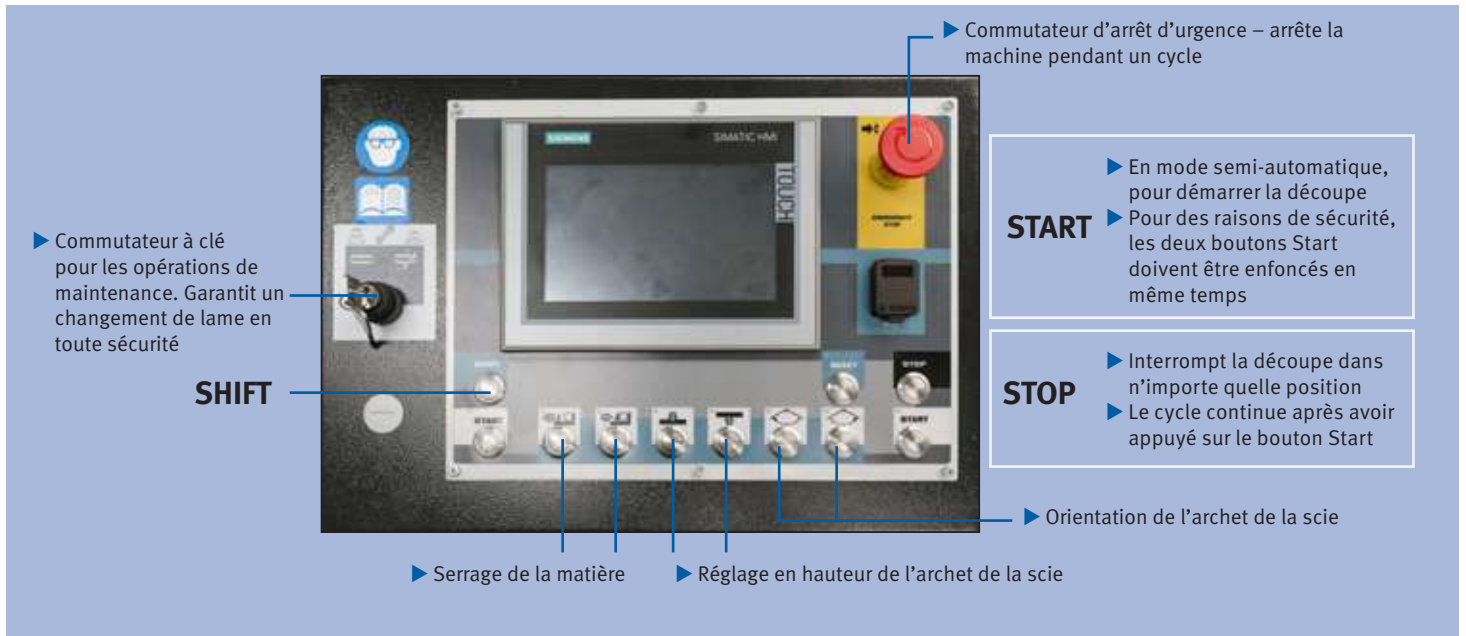 Commutateur d'arrêt d'urgence – arrête la
machine pendant un cycle
SIEMENS
SIMATIC HMI
TOUCH
EMERGENCY
STOP
START
En mode semi-automatique,
pour démarrer la découpe
Pour des raisons de sécurité,
les deux boutons Start
doivent être enfoncés en
même temps
Commutateur à clé
pour les opérations de
maintenance. Garantit un
changement de lame en
toute sécurité
SHIFT
STOP
Interrompt la découpe dans
n'importe quelle position
Le cycle continue après avoir
appuyé sur le bouton Start
SHIFT
RESET
STOP
START
START
Orientation de l'archet de la scie
Serrage de la matière
Réglage en hauteur de l'archet de la scie